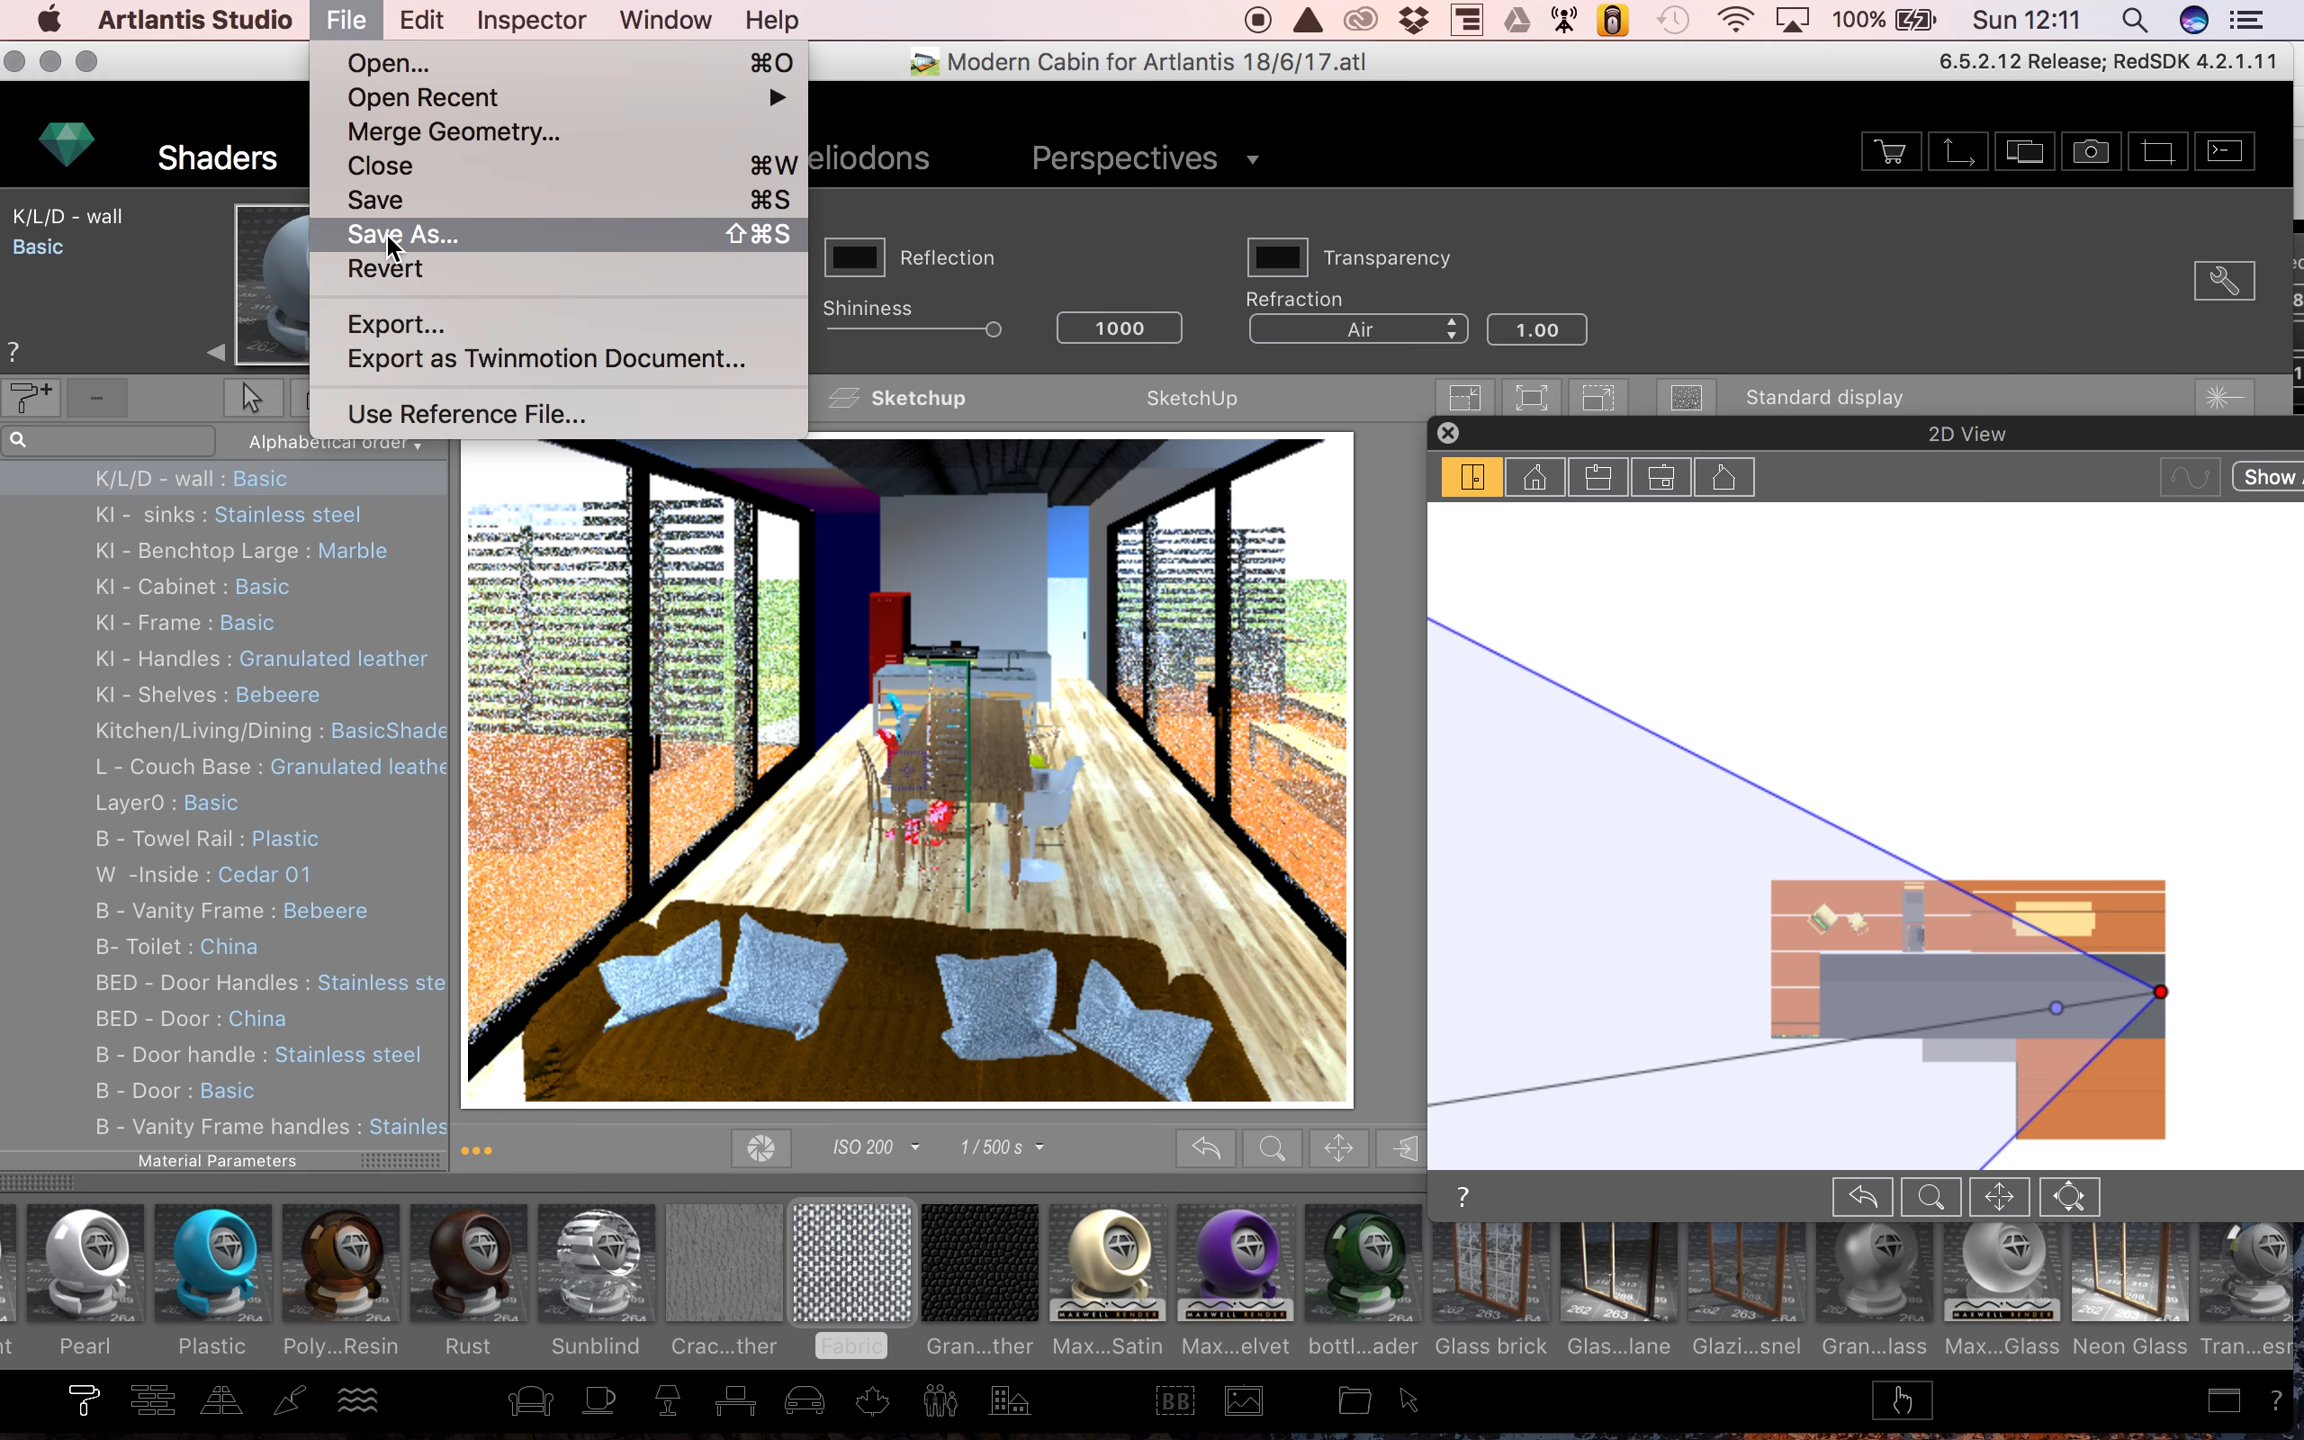 Artlantis Studio File Edit Inspector Window Help 100% Sun 12:11
Modern Cabin for Artlantis 18/6/17.atl 6.5.2.12 Release; RedSDK 4.2.1.11
Open... ⌘O
Open Recent ▶
Merge Geometry...
Close ⌘W
Save ⌘S
Save As... ⇧⌘S
Revert
Export...
Export as Twinmotion Document...
Use Reference File...
Shaders eliodons Perspectives
K/L/D - wall
Basic
?
Reflection Transparency
Shininess 1000
Refraction
Air 1.00
Sketchup SketchUp Standard display
Alphabetical order
2D View
Show
K/L/D - wall : Basic
KI - sinks : Stainless steel
KI - Benchtop Large : Marble
KI - Cabinet : Basic
KI - Frame : Basic
KI - Handles : Granulated leather
KI - Shelves : Bebeere
Kitchen/Living/Dining : BasicShade
L - Couch Base : Granulated leathe
Layer0 : Basic
B - Towel Rail : Plastic
W -Inside : Cedar 01
B - Vanity Frame : Bebeere
B- Toilet : China
BED - Door Handles : Stainless ste
BED - Door : China
B - Door handle : Stainless steel
B - Door : Basic
B - Vanity Frame handles : Stainles
Material Parameters
ISO 200 1 / 500 s
?
Pearl Plastic Poly...Resin Rust Sunblind Crac...ther Fabric Gran...ther Max...Satin Max...elvet bottl...ader Glass brick Glas...lane Glazi...snel Gran...lass Max...Glass Neon Glass Tran...esr
BB ?